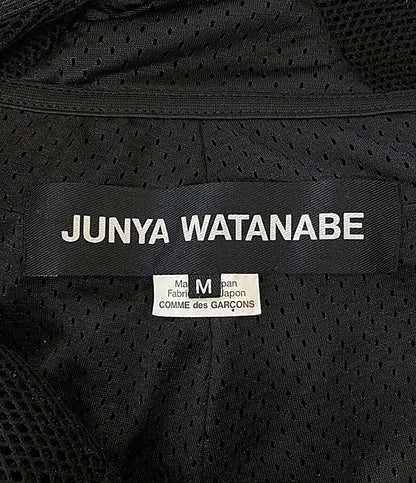 JUNYA WATANABE
Ma pan
M
Fabri Japon
COMME des GARÇONS